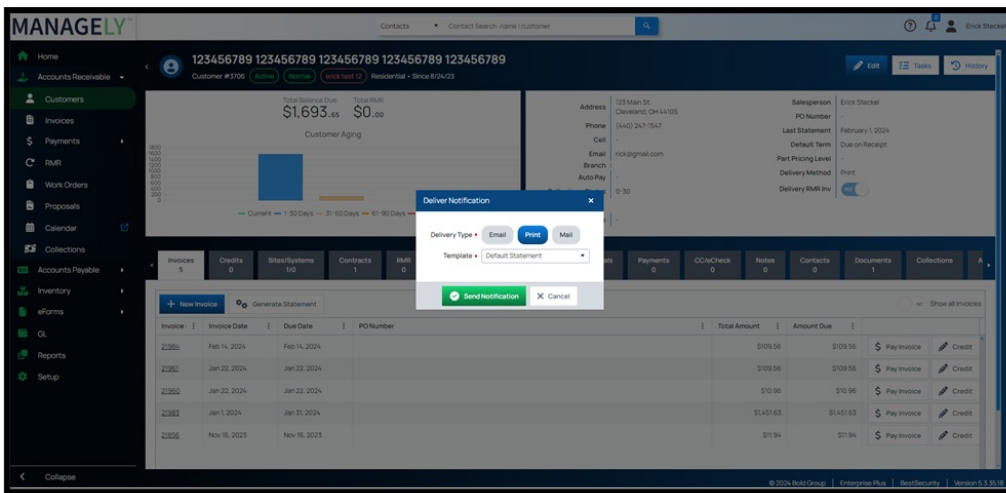 MANAGELY
Contacts Contact Search: name | customer
Erick Steckel
Home
Accounts Receivable
Customers
Invoices
Payments
RMR
Work Orders
Proposals
Calendar
Collections
Accounts Payable
Inventory
eForms
GL
Reports
Setup
Collapse
123456789 123456789 123456789 123456789 123456789
Customer #3706 Active Normal erick test 12 Residential • Since 8/24/23
Edit Tasks History
Total Balance Due Total RMR
$1,693.65 $0.00
Customer Aging
Current 1-30 Days 31-60 Days 61-90 Days
Address 123 Main St.
Cleveland, OH 44105
Phone (440) 247-1547
Cell -
Email rick@gmail.com
Branch
Auto Pay
0-30
Salesperson Erick Steckel
PO Number -
Last Statement February 1, 2024
Default Term Due on Receipt
Part Pricing Level -
Delivery Method Print
Delivery RMR Inv
Deliver Notification ×
Delivery Type • Email Print Mail
Template • Default Statement
Send Notification X Cancel
Invoices 5
Credits 0
Sites/Systems 1/0
Contracts 1
RMR 0
Payments 0
CC/eCheck 0
Notes 0
Contacts 0
Documents 1
Collections
+ New Invoice Generate Statement Show all invoices
Invoice Invoice Date Due Date PO Number Total Amount Amount Due
21984 Feb 14, 2024 Feb 14, 2024 $109.56 $109.56 $ Pay Invoice Credit
21961 Jan 22, 2024 Jan 22, 2024 $109.56 $109.56 $ Pay Invoice Credit
21960 Jan 22, 2024 Jan 22, 2024 $10.96 $10.96 $ Pay Invoice Credit
21983 Jan 1, 2024 Jan 31, 2024 $1,451.63 $1,451.63 $ Pay Invoice Credit
21856 Nov 16, 2023 Nov 16, 2023 $11.94 $11.94 $ Pay Invoice Credit
© 2024 Bold Group | Enterprise Plus | BestSecurity | Version 5.3.35.18